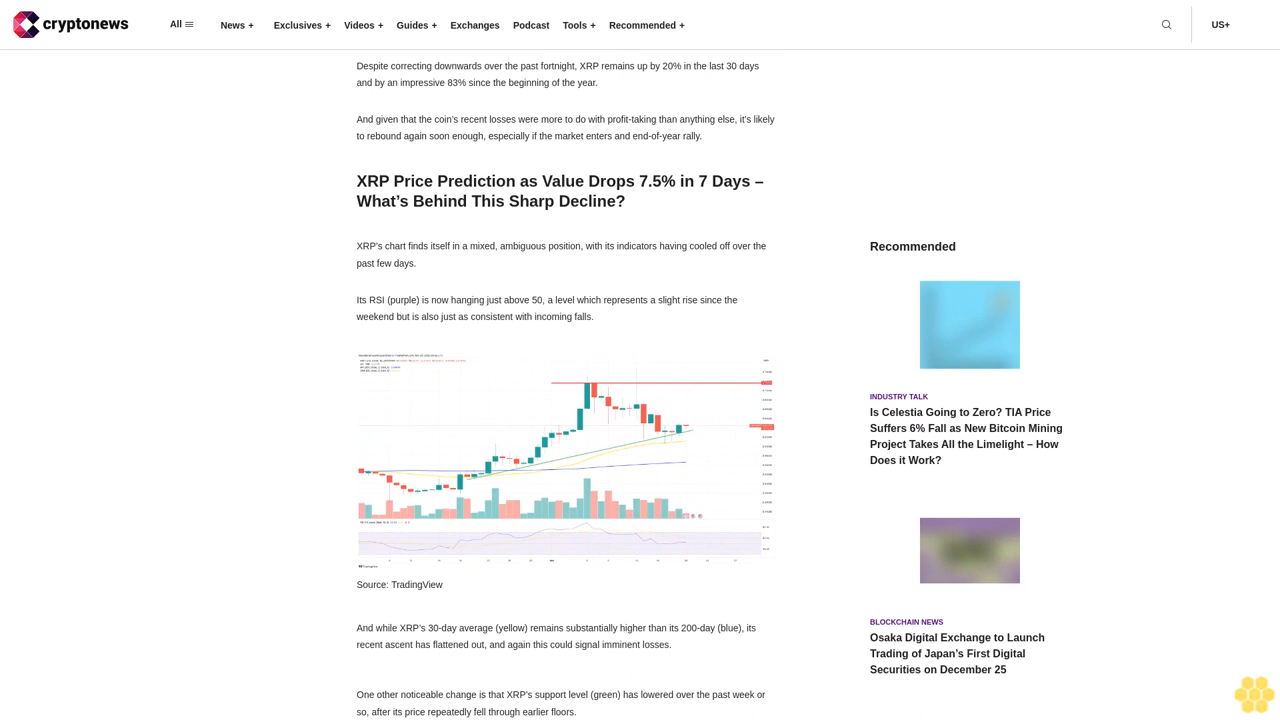 cryptonews
All
News +
Exclusives +
Videos +
Guides +
Exchanges
Podcast
Tools +
Recommended +
US+
Despite correcting downwards over the past fortnight, XRP remains up by 20% in the last 30 days
and by an impressive 83% since the beginning of the year.
And given that the coin’s recent losses were more to do with profit-taking than anything else, it’s likely
to rebound again soon enough, especially if the market enters and end-of-year rally.
XRP Price Prediction as Value Drops 7.5% in 7 Days –
What’s Behind This Sharp Decline?
XRP’s chart finds itself in a mixed, ambiguous position, with its indicators having cooled off over the
past few days.
Its RSI (purple) is now hanging just above 50, a level which represents a slight rise since the
weekend but is also just as consistent with incoming falls.
Source: TradingView
And while XRP’s 30-day average (yellow) remains substantially higher than its 200-day (blue), its
recent ascent has flattened out, and again this could signal imminent losses.
One other noticeable change is that XRP’s support level (green) has lowered over the past week or
so, after its price repeatedly fell through earlier floors.
Recommended
INDUSTRY TALK
Is Celestia Going to Zero? TIA Price
Suffers 6% Fall as New Bitcoin Mining
Project Takes All the Limelight – How
Does it Work?
BLOCKCHAIN NEWS
Osaka Digital Exchange to Launch
Trading of Japan’s First Digital
Securities on December 25